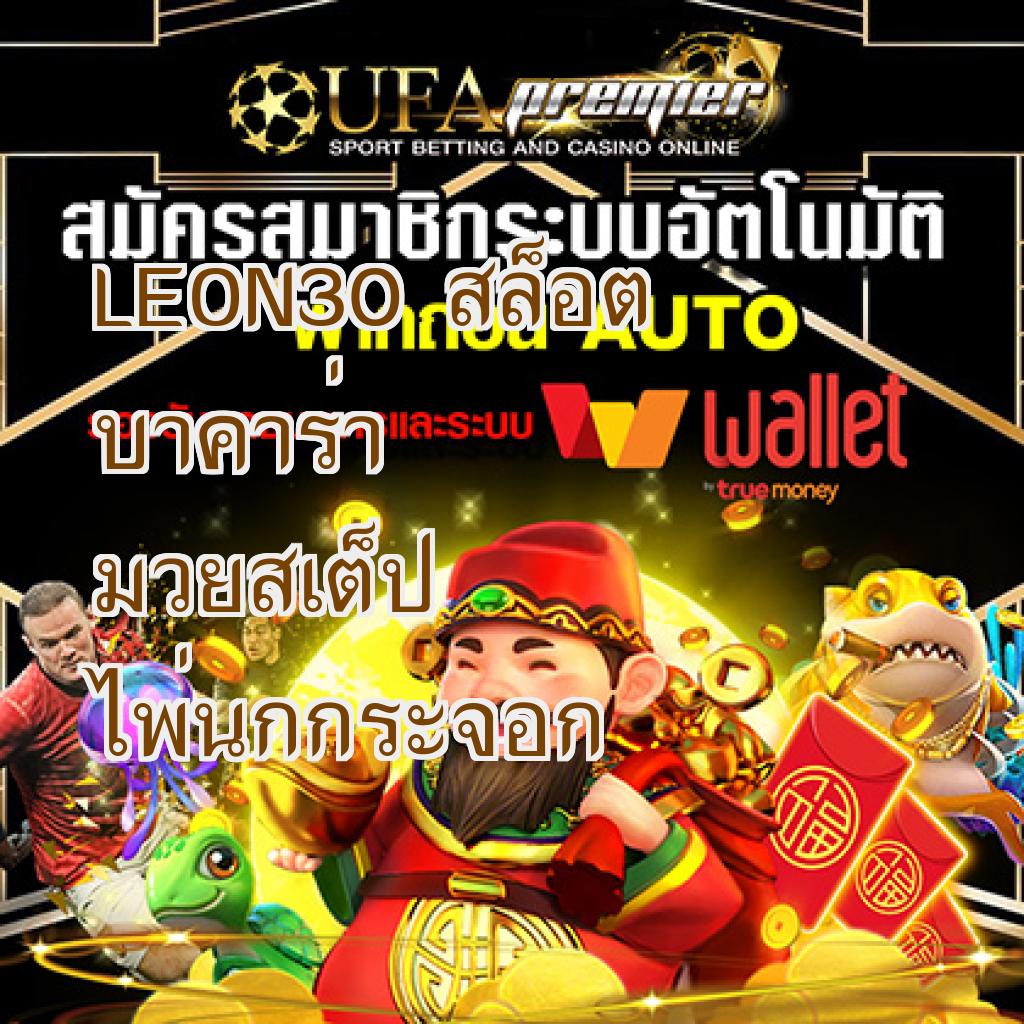 UFA premier
SPORT BETTING AND CASINO ONLINE
สมัครสมาชิกระบบอัตโนมัติ
LEON30 สล็อต
AUTO
บาคาร่า
และระบบ
wallet
by truemoney
มวยสเต็ป
ไพ่นกกระจอก
福
福